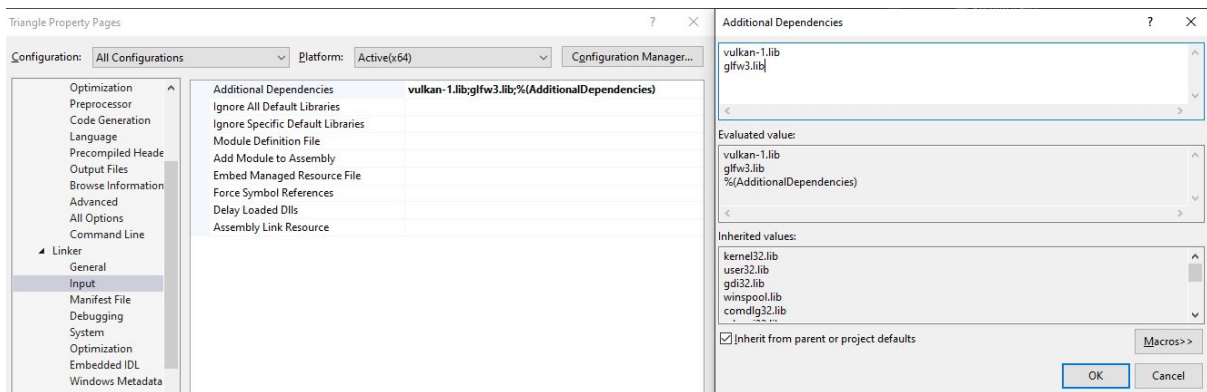 Triangle Property Pages
? ×
Configuration: All Configurations Platform: Active(x64) Configuration Manager...
Optimization
Preprocessor
Code Generation
Language
Precompiled Heade
Output Files
Browse Information
Advanced
All Options
Command Line
Linker
General
Input
Manifest File
Debugging
System
Optimization
Embedded IDL
Windows Metadata
Additional Dependencies vulkan-1.lib;glfw3.lib;%(AdditionalDependencies)
Ignore All Default Libraries
Ignore Specific Default Libraries
Module Definition File
Add Module to Assembly
Embed Managed Resource File
Force Symbol References
Delay Loaded Dlls
Assembly Link Resource
Additional Dependencies
? ×
vulkan-1.lib
glfw3.lib
Evaluated value:
vulkan-1.lib
glfw3.lib
%(AdditionalDependencies)
Inherited values:
kernel32.lib
user32.lib
gdi32.lib
winspool.lib
comdlg32.lib
Inherit from parent or project defaults
Macros>>
OK Cancel